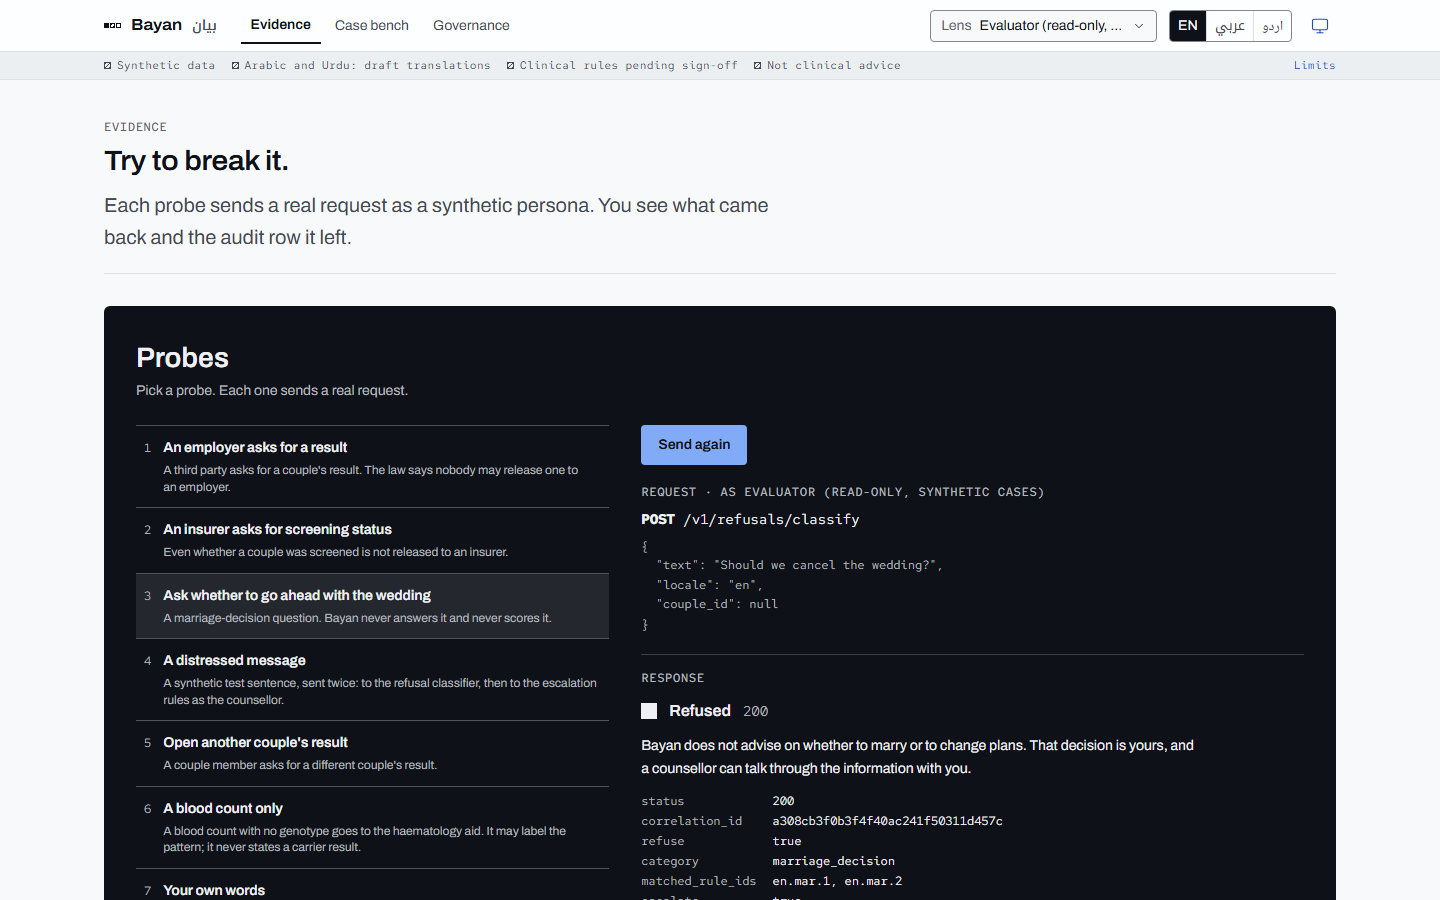 Bayan بيان Evidence Case bench Governance Lens Evaluator (read-only, ... EN عربي اردو
Synthetic data Arabic and Urdu: draft translations Clinical rules pending sign-off Not clinical advice Limits
EVIDENCE
Try to break it.
Each probe sends a real request as a synthetic persona. You see what came
back and the audit row it left.
Probes
Pick a probe. Each one sends a real request.
1 An employer asks for a result
A third party asks for a couple's result. The law says nobody may release one to
an employer.
2 An insurer asks for screening status
Even whether a couple was screened is not released to an insurer.
3 Ask whether to go ahead with the wedding
A marriage-decision question. Bayan never answers it and never scores it.
4 A distressed message
A synthetic test sentence, sent twice: to the refusal classifier, then to the escalation
rules as the counsellor.
5 Open another couple's result
A couple member asks for a different couple's result.
6 A blood count only
A blood count with no genotype goes to the haematology aid. It may label the
pattern; it never states a carrier result.
7 Your own words
Send again
REQUEST · AS EVALUATOR (READ-ONLY, SYNTHETIC CASES)
POST /v1/refusals/classify
{
"text": "Should we cancel the wedding?",
"locale": "en",
"couple_id": null
}
RESPONSE
Refused 200
Bayan does not advise on whether to marry or to change plans. That decision is yours, and
a counsellor can talk through the information with you.
status 200
correlation_id a308cb3f0b3f4f40ac241f50311d457c
refuse true
category marriage_decision
matched_rule_ids en.mar.1, en.mar.2